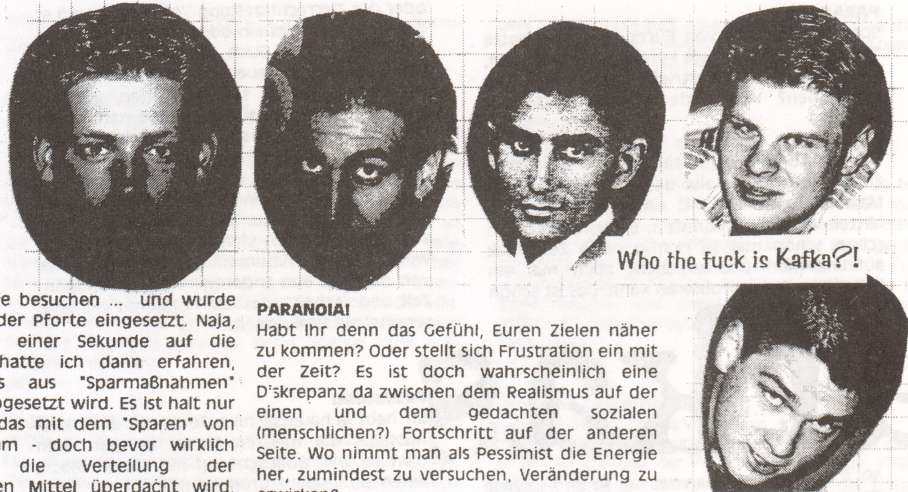 Who the fuck is Kafka?!
besuchen ... und wurde
der Pforte eingesetzt. Naja,
einer Sekunde auf die
hatte ich dann erfahren,
aus "Sparmaßnahmen"
gesetzt wird. Es ist halt nur
das mit dem "Sparen" von
- doch bevor wirklich
die Verteilung der
Mittel überdacht wird,
PARANOIA!
Habt Ihr denn das Gefühl, Euren Zielen näher
zu kommen? Oder stellt sich Frustration ein mit
der Zeit? Es ist doch wahrscheinlich eine
D'skrepanz da zwischen dem Realismus auf der
einen und dem gedachten sozialen
(menschlichen?) Fortschritt auf der anderen
Seite. Wo nimmt man als Pessimist die Energie
her, zumindest zu versuchen, Veränderung zu